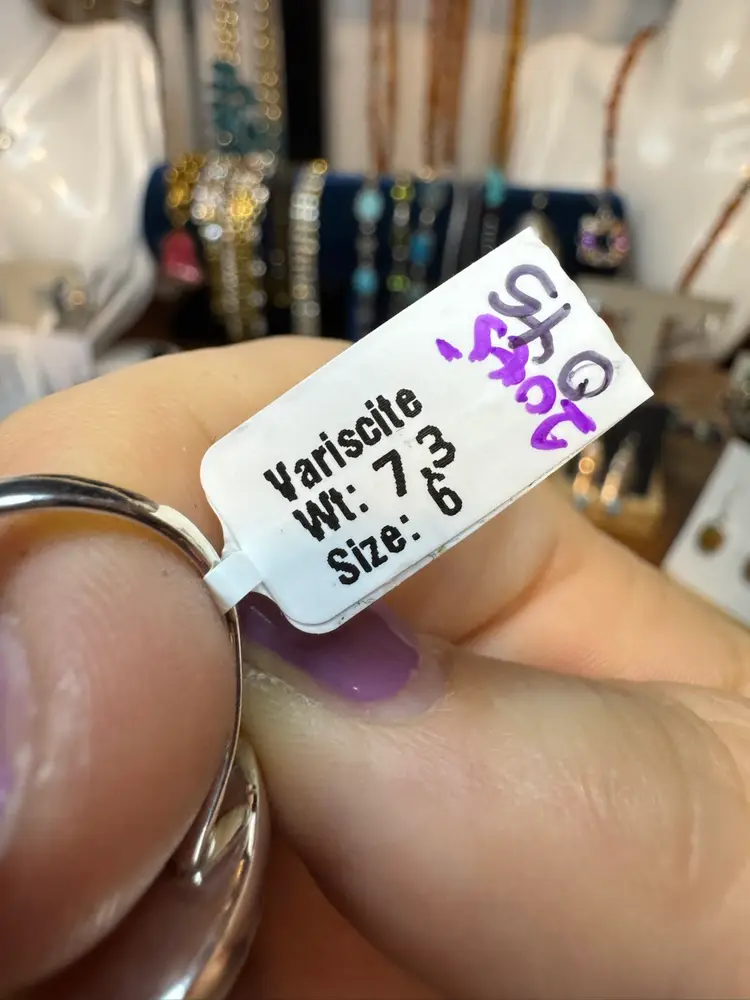 Variscite
Wt: 7 3
Size: 6